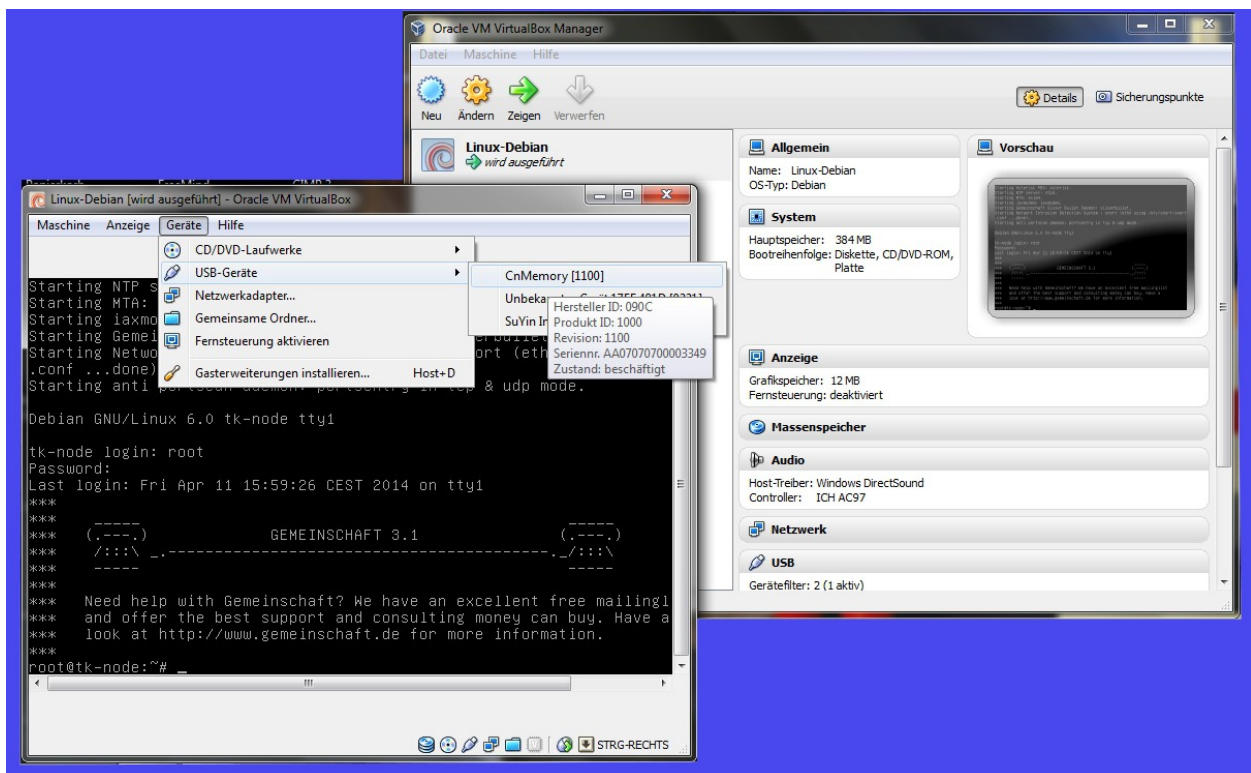 Oracle VM VirtualBox Manager
Datei Maschine Hilfe
Neu Ändern Zeigen Verwerfen
Details Sicherungspunkte
Linux-Debian
wird ausgeführt
Allgemein
Name: Linux-Debian
OS-Typ: Debian
System
Hauptspeicher: 384 MB
Bootreihenfolge: Diskette, CD/DVD-ROM,
Platte
Vorschau
Anzeige
Grafikspeicher: 12 MB
Fernsteuerung: deaktiviert
Massenspeicher
Audio
Host-Treiber: Windows DirectSound
Controller: ICH AC97
Netzwerk
USB
Gerätefilter: 2 (1 aktiv)
Linux-Debian [wird ausgeführt] - Oracle VM VirtualBox
Maschine Anzeige Geräte Hilfe
CD/DVD-Laufwerke
USB-Geräte
Netzwerkadapter...
Gemeinsame Ordner...
Fernsteuerung aktivieren
Gasterweiterungen installieren... Host+D
CnMemory [1100]
Hersteller ID: 090C
Produkt ID: 1000
Revision: 1100
Seriennr. AA07070700003349
Zustand: beschäftigt
Starting NTP
Starting MTA:
Starting
Starting
Starting
.conf ...done)
Starting anti & udp mode.
Debian GNU/Linux 6.0 tk-node tty1
tk-node login: root
Password:
Last login: Fri Apr 11 15:59:26 CEST 2014 on tty1
***
***
*** (.---.) GEMEINSCHAFT 3.1 (.---.)
*** /:::\ _.-----------------------------------------------._/:::\
*** ----- -----
***
*** Need help with Gemeinschaft? We have an excellent free mailingl
*** and offer the best support and consulting money can buy. Have a
*** look at http://www.gemeinschaft.de for more information.
***
root@tk-node:~# _
STRG-RECHTS